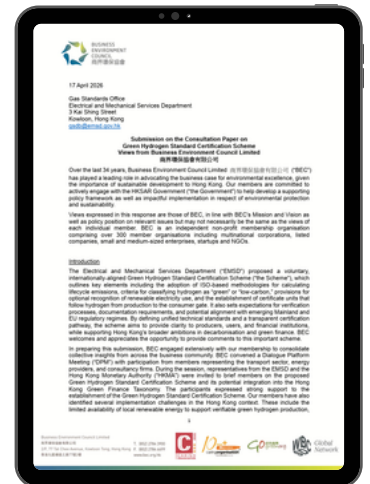 BUSINESS
ENVIRONMENT
COUNCIL
商界環保協會
17 April 2026
Gas Standards Office
Electrical and Mechanical Services Department
3 Kai Shing Street
Kowloon, Hong Kong
Submission on the Consultation Paper on
Green Hydrogen Standard Certification Scheme
Views from Business Environment Council Limited
商界環保協會有限公司
Over the last 34 years, Business Environment Council Limited 商界環保協會有限公司 ("BEC")
has played a leading role in advocating the business case for environmental excellence, given
the importance of sustainable development to Hong Kong. Our members are committed to
actively engage with the HKSAR Government ("the Government") to help develop a supporting
policy framework as well as impactful implementation in respect of environmental protection
and sustainability.
Views expressed in this response are those of BEC, in line with BEC's Mission and Vision as
well as policy position on relevant issues but may not necessarily be the same as the views of
each individual member. BEC is an independent non-profit membership organisation
comprising over 300 member organisations including multinational corporations, listed
companies, small and medium-sized enterprises, startups and NGOs.
Introduction
The Electrical and Mechanical Services Department ("EMSD") proposed a voluntary,
internationally-aligned Green Hydrogen Standard Certification Scheme ("the Scheme"), which
outlines key elements including the adoption of ISO-based methodologies for calculating
lifecycle emissions, criteria for classifying hydrogen as "green" or "low-carbon," provisions for
optional recognition of renewable electricity use, and the establishment of certificate units that
follow hydrogen from production to the consumer gate. It also sets expectations for verification
processes, documentation requirements, and potential alignment with emerging Mainland and
EU regulatory regimes. By defining unified technical standards and a transparent certification
pathway, the scheme aims to provide clarity to producers, users, and financial institutions,
while supporting Hong Kong's broader ambitions in decarbonisation and green finance. BEC
welcomes and appreciates the opportunity to provide comments to this important scheme.
In preparing this submission, BEC engaged extensively with our membership to consolidate
collective insights from across the business community. BEC convened a Dialogue Platform
Meeting ("DPM") with participation from members representing the transport sector, energy
providers, and consultancy firms. During the session, representatives from the EMSD and the
Hong Kong Monetary Authority ("HKMA") were invited to brief members on the proposed
Green Hydrogen Standard Certification Scheme and its potential integration into the Hong
Kong Green Finance Taxonomy. The participants expressed strong support to the
establishment of the Green Hydrogen Standard Certification Scheme. Our members have also
identified several implementation challenges in the Hong Kong context. These include the
limited availability of local renewable energy to support verifiable green hydrogen production,
Business Environment Council Limited
商界環保協會有限公司
Global
Network